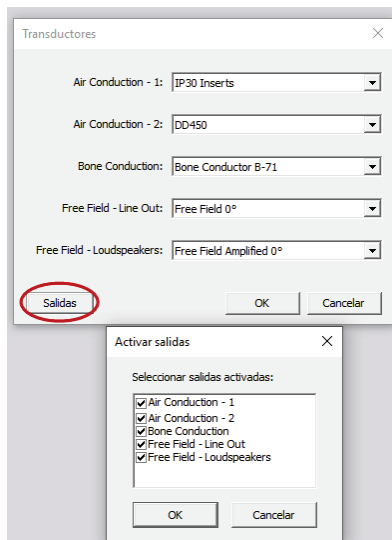 Transductores
Air Conduction - 1: IP30 Inserts
Air Conduction - 2: DD450
Bone Conduction: Bone Conductor B-71
Free Field - Line Out: Free Field 0°
Free Field - Loudspeakers: Free Field Amplified 0°
Salidas OK Cancelar
Activar salidas
Seleccionar salidas activadas:
Air Conduction - 1
Air Conduction - 2
Bone Conduction
Free Field - Line Out
Free Field - Loudspeakers
OK Cancelar